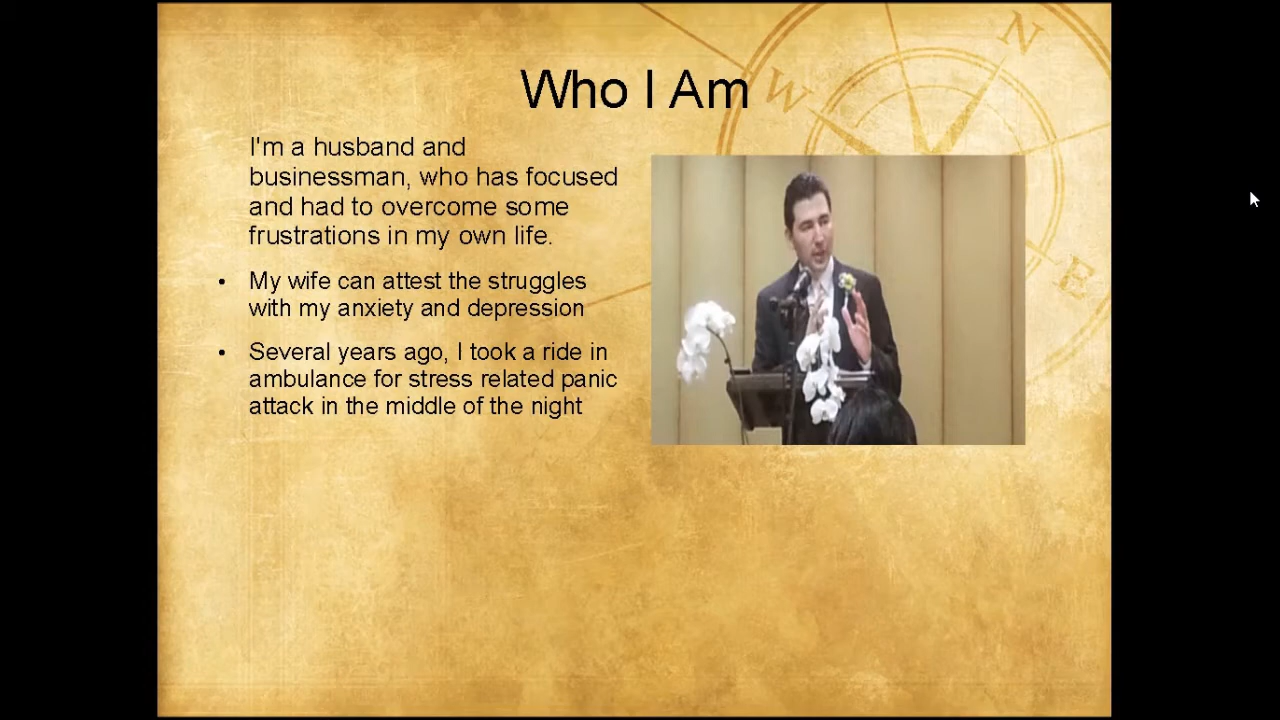 N
W
E
Who I Am
I'm a husband and
businessman, who has focused
and had to overcome some
frustrations in my own life.
• My wife can attest the struggles
with my anxiety and depression
• Several years ago, I took a ride in
ambulance for stress related panic
attack in the middle of the night